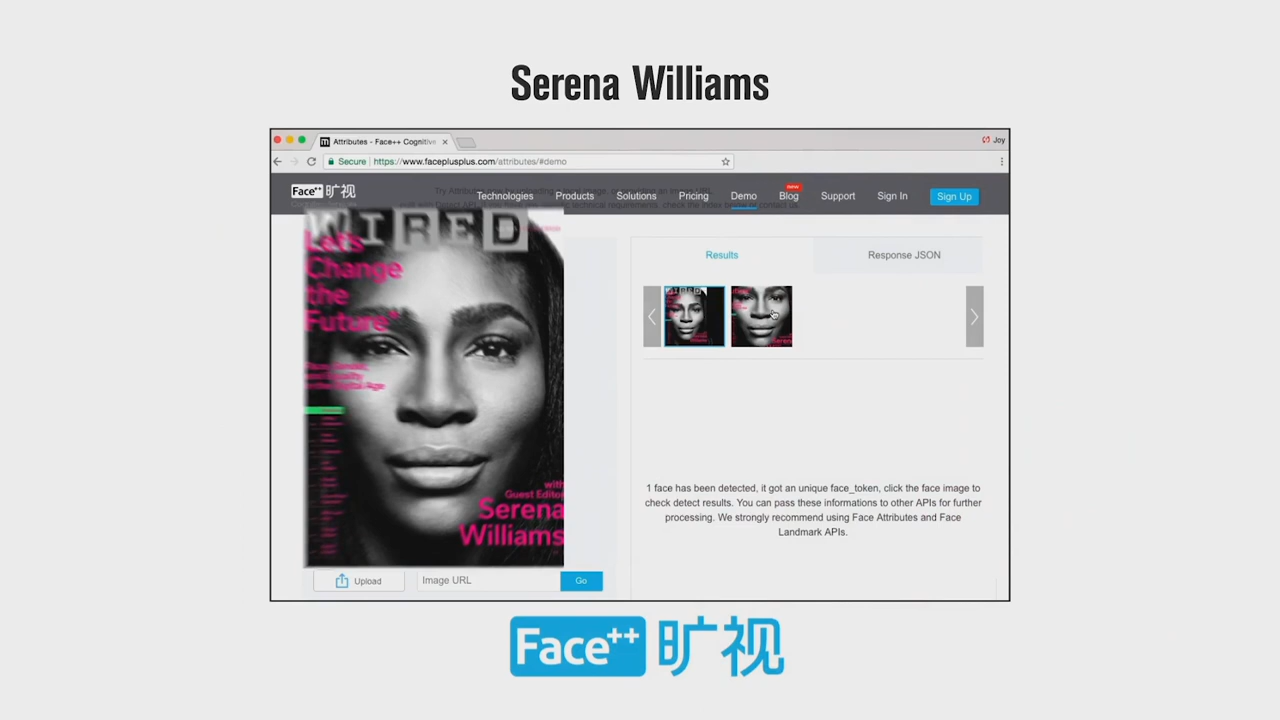 Serena Williams
Attributes - Face++ Cognitive
Joy
Secure
https://www.faceplusplus.com/attributes/#demo
Face++ 旷视
Technologies
Products
Solutions
Pricing
Demo
new
Blog
Support
Sign In
Sign Up
WIRED
Let's
Change
the
Future*
with
Guest Editor
Serena
Williams
Results
Response JSON
1 face has been detected, it got an unique face_token, click the face image to
check detect results. You can pass these informations to other APIs for further
processing. We strongly recommend using Face Attributes and Face
Landmark APIs.
Upload
Image URL
Go
Face++ 旷视